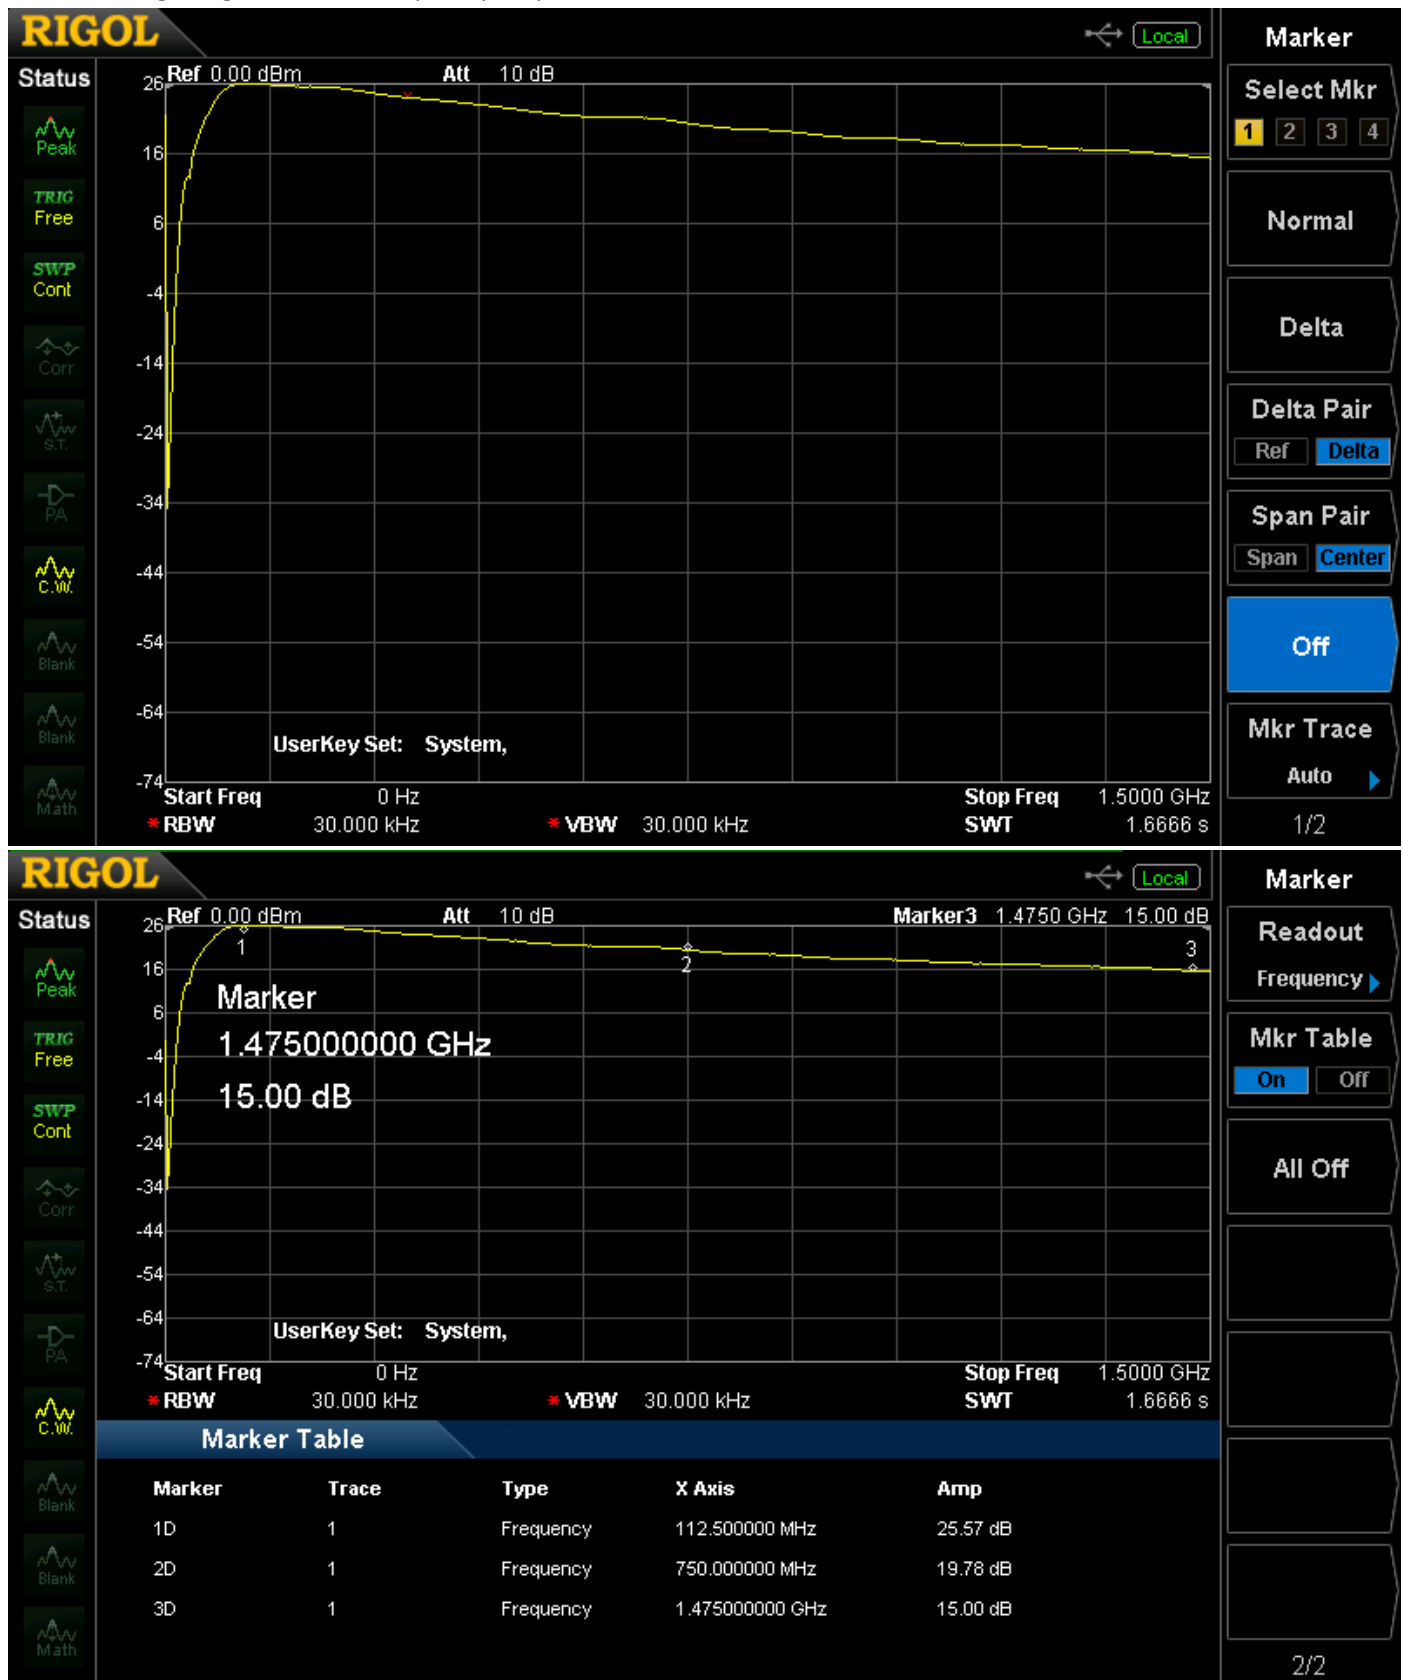 RIGOL
Local
Marker
Status
Ref 0.00 dBm Att 10 dB
Select Mkr
1 2 3 4
Peak
TRIG
Free
SWP
Cont
Corr
S.T.
PA
C.W.
Blank
Blank
Math
26
16
6
-4
-14
-24
-34
-44
-54
-64
-74
Normal
Delta
Delta Pair
Ref Delta
Span Pair
Span Center
Off
Mkr Trace
Auto
1/2
UserKey Set: System,
Start Freq 0 Hz Stop Freq 1.5000 GHz
*RBW 30.000 kHz *VBW 30.000 kHz SWT 1.6666 s
RIGOL
Local
Marker
Status
Ref 0.00 dBm Att 10 dB Marker3 1.4750 GHz 15.00 dB
Readout
Frequency
Mkr Table
On Off
All Off
2/2
Peak
TRIG
Free
SWP
Cont
Corr
S.T.
PA
C.W.
Blank
Blank
Math
26
16
6
-4
-14
-24
-34
-44
-54
-64
-74
1
2
3
Marker
1.475000000 GHz
15.00 dB
UserKey Set: System,
Start Freq 0 Hz Stop Freq 1.5000 GHz
*RBW 30.000 kHz *VBW 30.000 kHz SWT 1.6666 s
Marker Table
Marker Trace Type X Axis Amp
1D 1 Frequency 112.500000 MHz 25.57 dB
2D 1 Frequency 750.000000 MHz 19.78 dB
3D 1 Frequency 1.475000000 GHz 15.00 dB